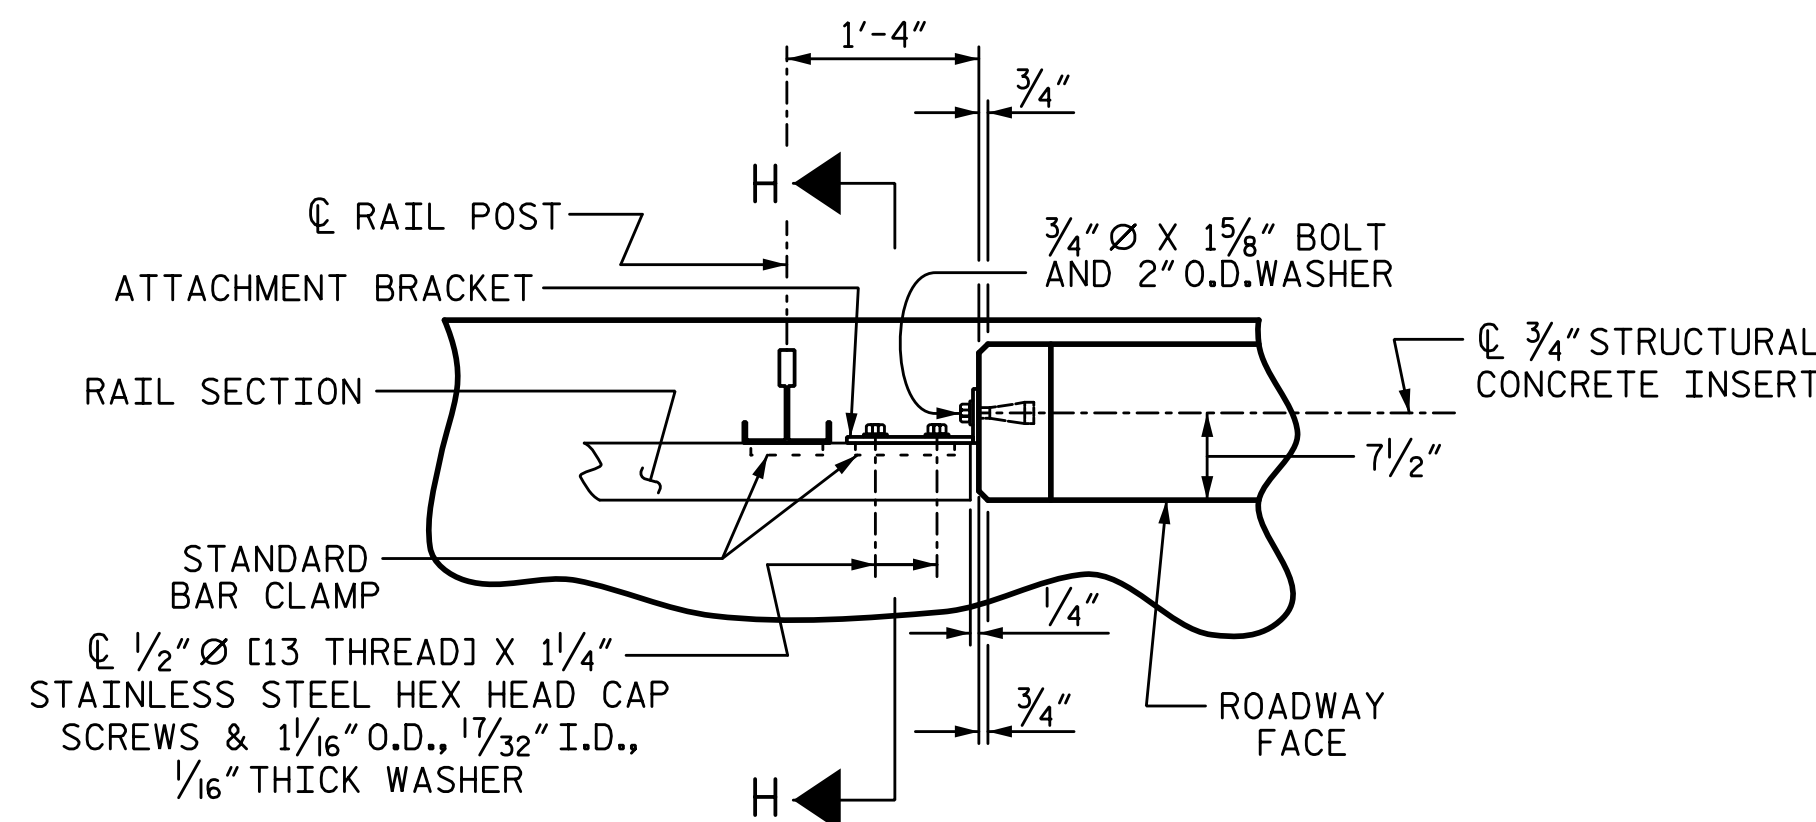 1'-4"
3/4"
H
℄ RAIL POST
3/4" Ø X 1 5/8" BOLT
AND 2" O.D. WASHER
ATTACHMENT BRACKET
℄ 3/4" STRUCTURAL
CONCRETE INSERT
RAIL SECTION
7 1/2"
STANDARD
BAR CLAMP
1/4"
℄ 1/2" Ø [13 THREAD] X 1 1/4"
STAINLESS STEEL HEX HEAD CAP
SCREWS & 1 1/16" O.D., 17/32" I.D.,
1/16" THICK WASHER
3/4"
ROADWAY
FACE
H